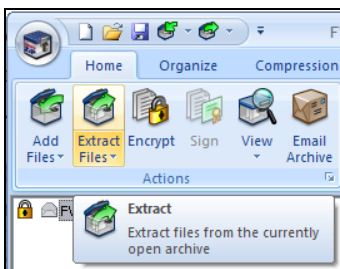 F
Home Organize Compression
Add Files
Extract Files
Encrypt
Sign
View
Email Archive
Actions
Extract
Extract files from the currently
open archive